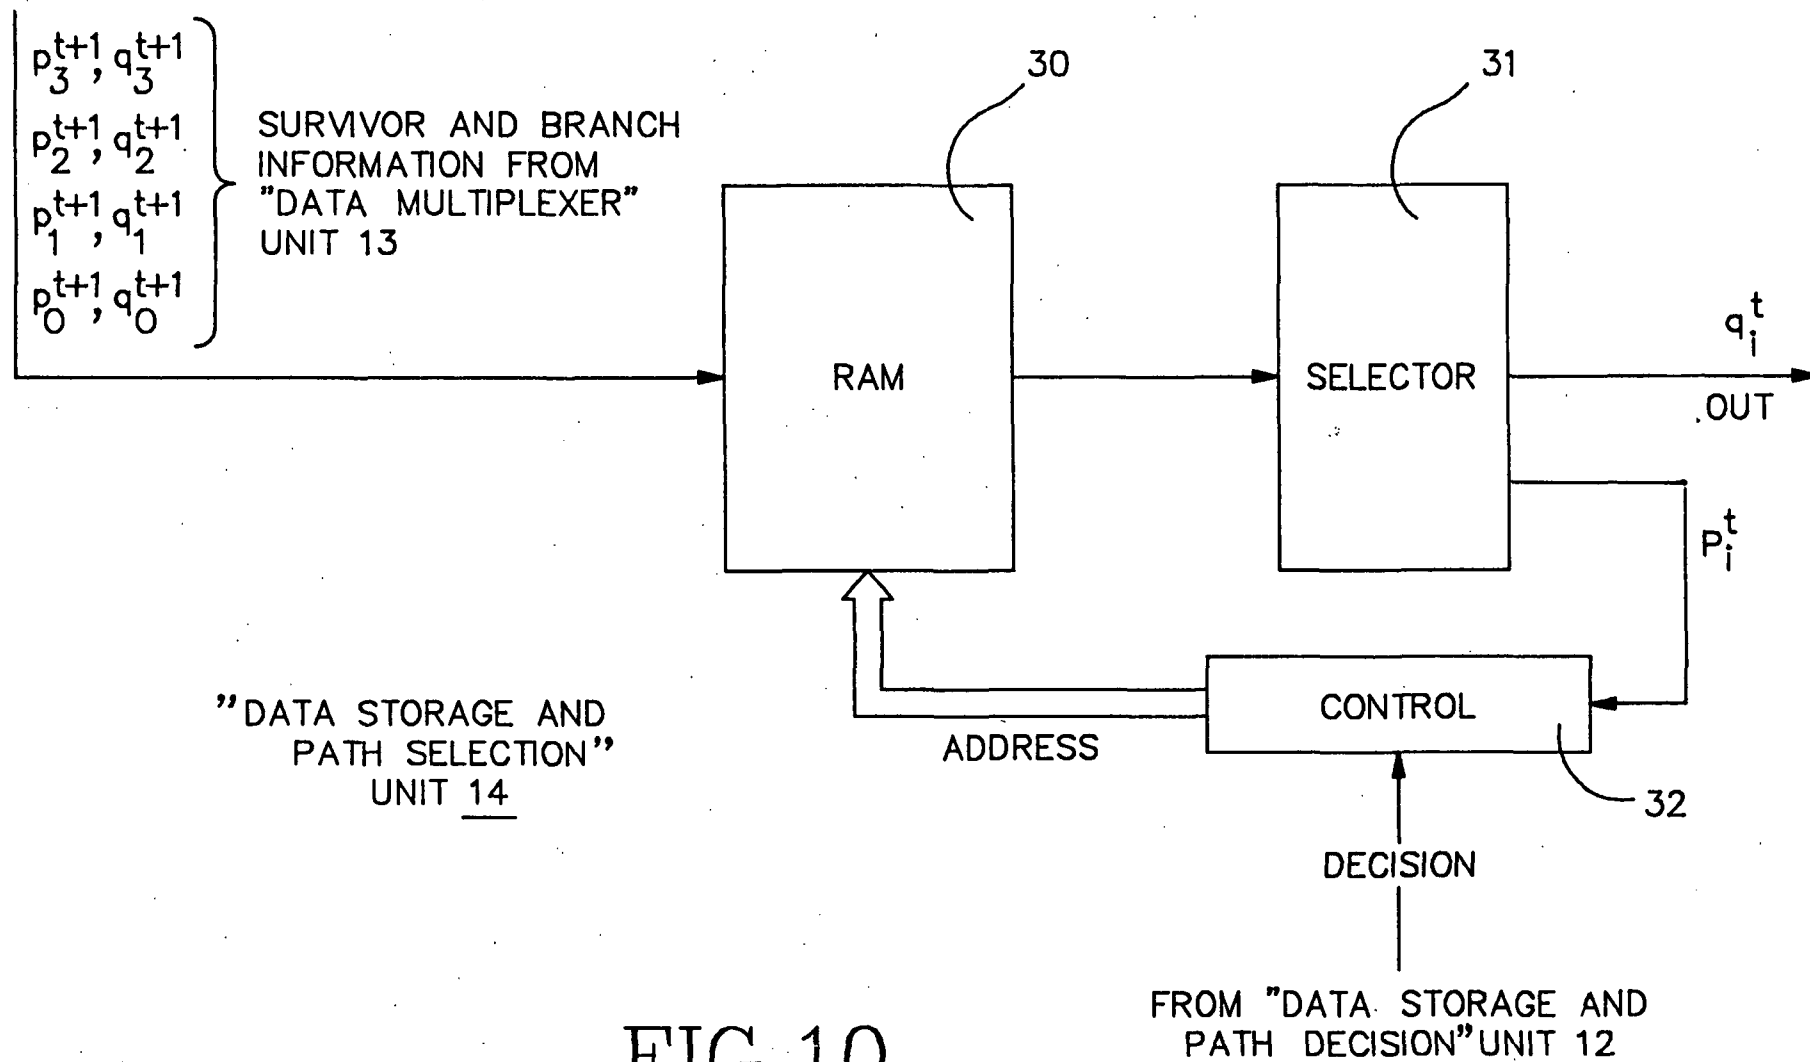 p₃ᵗ⁺¹, q₃ᵗ⁺¹
p₂ᵗ⁺¹, q₂ᵗ⁺¹
p₁ᵗ⁺¹, q₁ᵗ⁺¹
p₀ᵗ⁺¹, q₀ᵗ⁺¹
SURVIVOR AND BRANCH
INFORMATION FROM
"DATA MULTIPLEXER"
UNIT 13
30
31
RAM
SELECTOR
qᵢᵗ
OUT
pᵢᵗ
CONTROL
32
ADDRESS
"DATA STORAGE AND
PATH SELECTION"
UNIT 14
DECISION
FROM "DATA STORAGE AND
PATH DECISION" UNIT 12
FIG.10